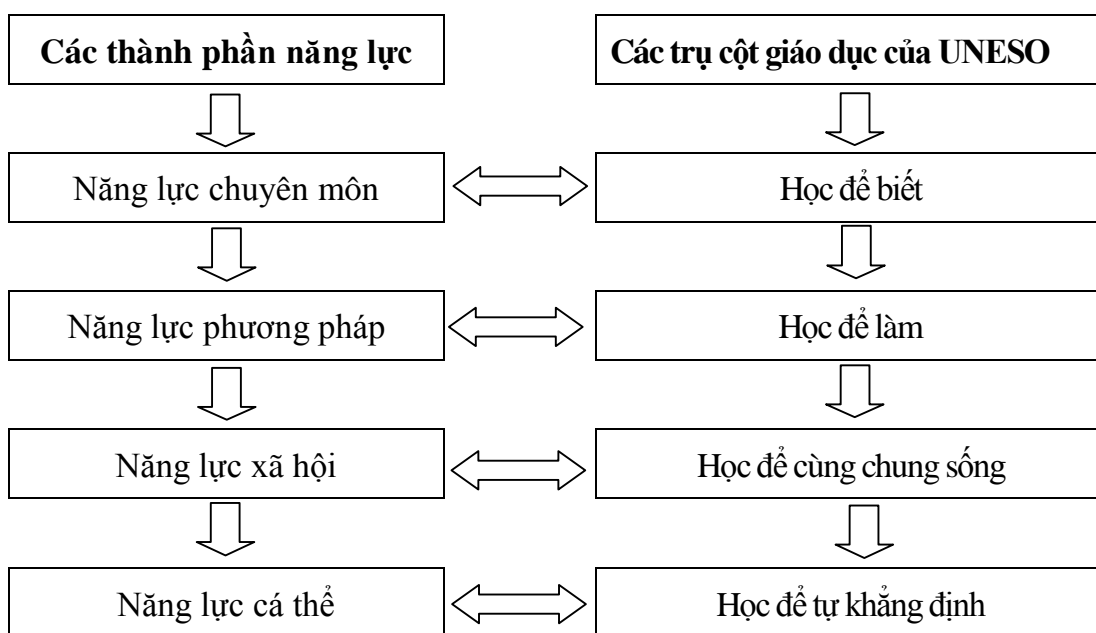 Các thành phần năng lực
Các trụ cột giáo dục của UNESO
Năng lực chuyên môn
Học để biết
Năng lực phương pháp
Học để làm
Năng lực xã hội
Học để cùng chung sống
Năng lực cá thể
Học để tự khẳng định